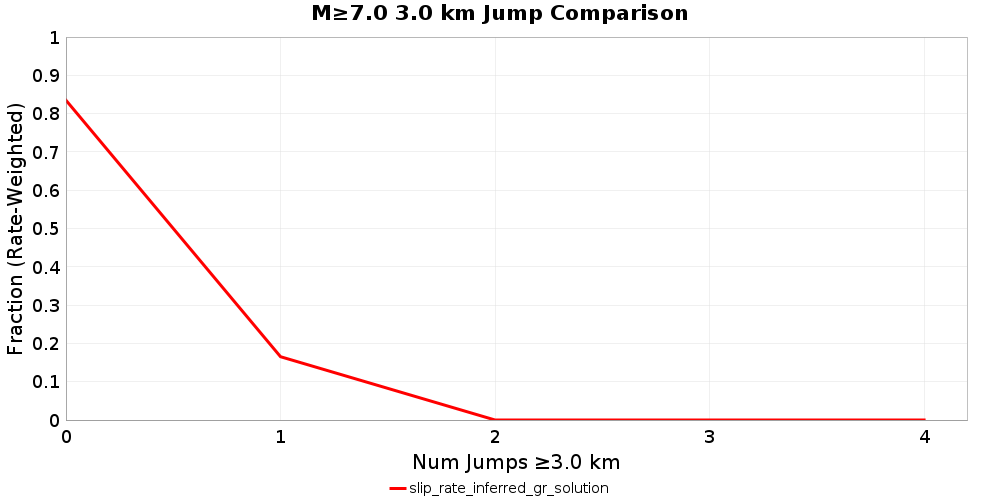 M≥7.0 3.0 km Jump Comparison
Fraction (Rate-Weighted)
1
0.9
0.8
0.7
0.6
0.5
0.4
0.3
0.2
0.1
0
0 1 2 3 4
Num Jumps ≥3.0 km
slip_rate_inferred_gr_solution